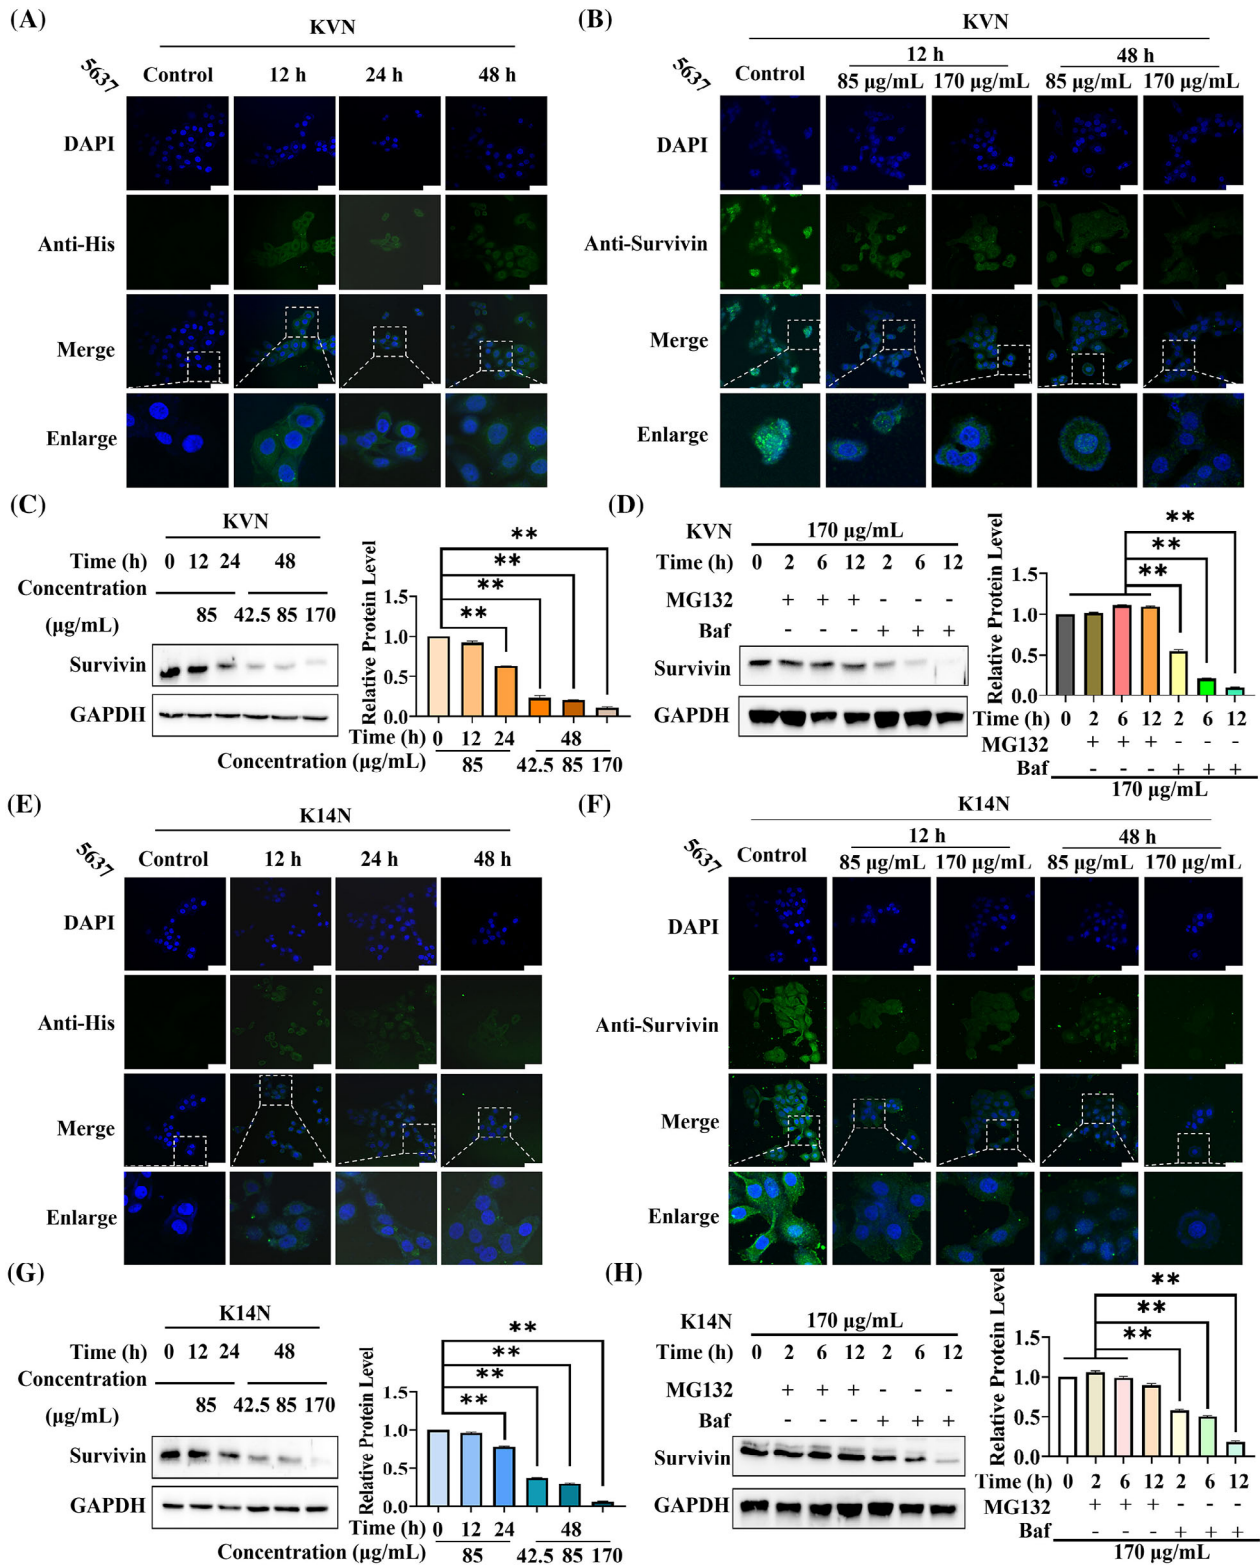 (A)
KVN
5637
Control 12 h 24 h 48 h
DAPI
Anti-His
Merge
Enlarge
(B)
KVN
12 h 48 h
5637
Control 85 μg/mL 170 μg/mL 85 μg/mL 170 μg/mL
DAPI
Anti-Survivin
Merge
Enlarge
(C)
KVN
Time (h) 0 12 24 48
Concentration
(μg/mL) 85 42.5 85 170
Survivin
GAPDH
Relative Protein Level
1.5
1.0
0.5
0.0
** ** ** **
Time (h) 0 12 24 48
Concentration (μg/mL) 85 42.5 85 170
(D)
KVN 170 μg/mL
Time (h) 0 2 6 12 2 6 12
MG132 + + + - - -
Baf - - - + + +
Survivin
GAPDH
Relative Protein Level
1.5
1.0
0.5
0.0
** ** **
Time (h) 0 2 6 12 2 6 12
MG132 + + + - - -
Baf - - - + + +
170 μg/mL
(E)
K14N
5637
Control 12 h 24 h 48 h
DAPI
Anti-His
Merge
Enlarge
(F)
K14N
12 h 48 h
5637
Control 85 μg/mL 170 μg/mL 85 μg/mL 170 μg/mL
DAPI
Anti-Survivin
Merge
Enlarge
(G)
K14N
Time (h) 0 12 24 48
Concentration
(μg/mL) 85 42.5 85 170
Survivin
GAPDH
Relative Protein Level
1.5
1.0
0.5
0.0
** ** ** **
Time (h) 0 12 24 48
Concentration (μg/mL) 85 42.5 85 170
(H)
K14N 170 μg/mL
Time (h) 0 2 6 12 2 6 12
MG132 + + + - - -
Baf - - - + + +
Survivin
GAPDH
Relative Protein Level
1.5
1.0
0.5
0.0
** ** **
Time (h) 0 2 6 12 2 6 12
MG132 + + + - - -
Baf - - - + + +
170 μg/mL